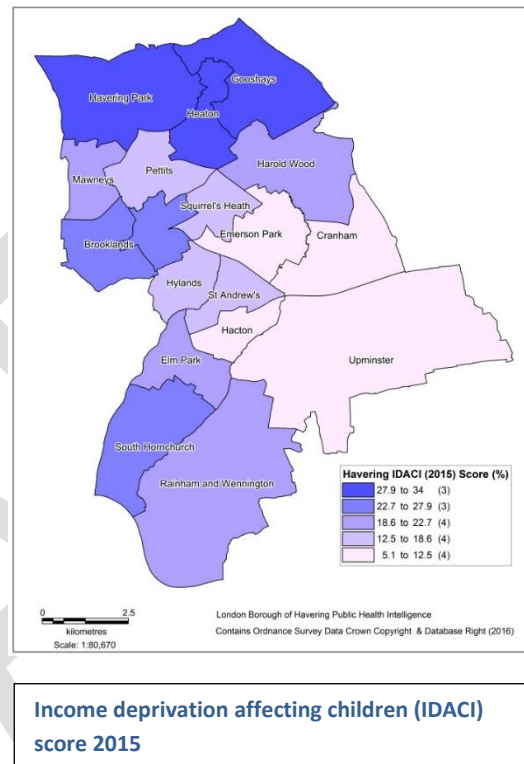 Gooshays
Havering Park
Heaton
Harold Wood
Pettits
Mawneys
Squirrel's Heath
Emerson Park
Cranham
Brooklands
Hylands
St Andrew's
Hacton
Upminster
Elm Park
South Hornchurch
Rainham and Wennington
Havering IDACI (2015) Score (%)
27.9 to 34 (3)
22.7 to 27.9 (3)
18.6 to 22.7 (4)
12.5 to 18.6 (4)
5.1 to 12.5 (4)
0 2.5
kilometres
Scale: 1:80,670
London Borough of Havering Public Health Intelligence
Contains Ordnance Survey Data Crown Copyright & Database Right (2016)
Income deprivation affecting children (IDACI)
score 2015